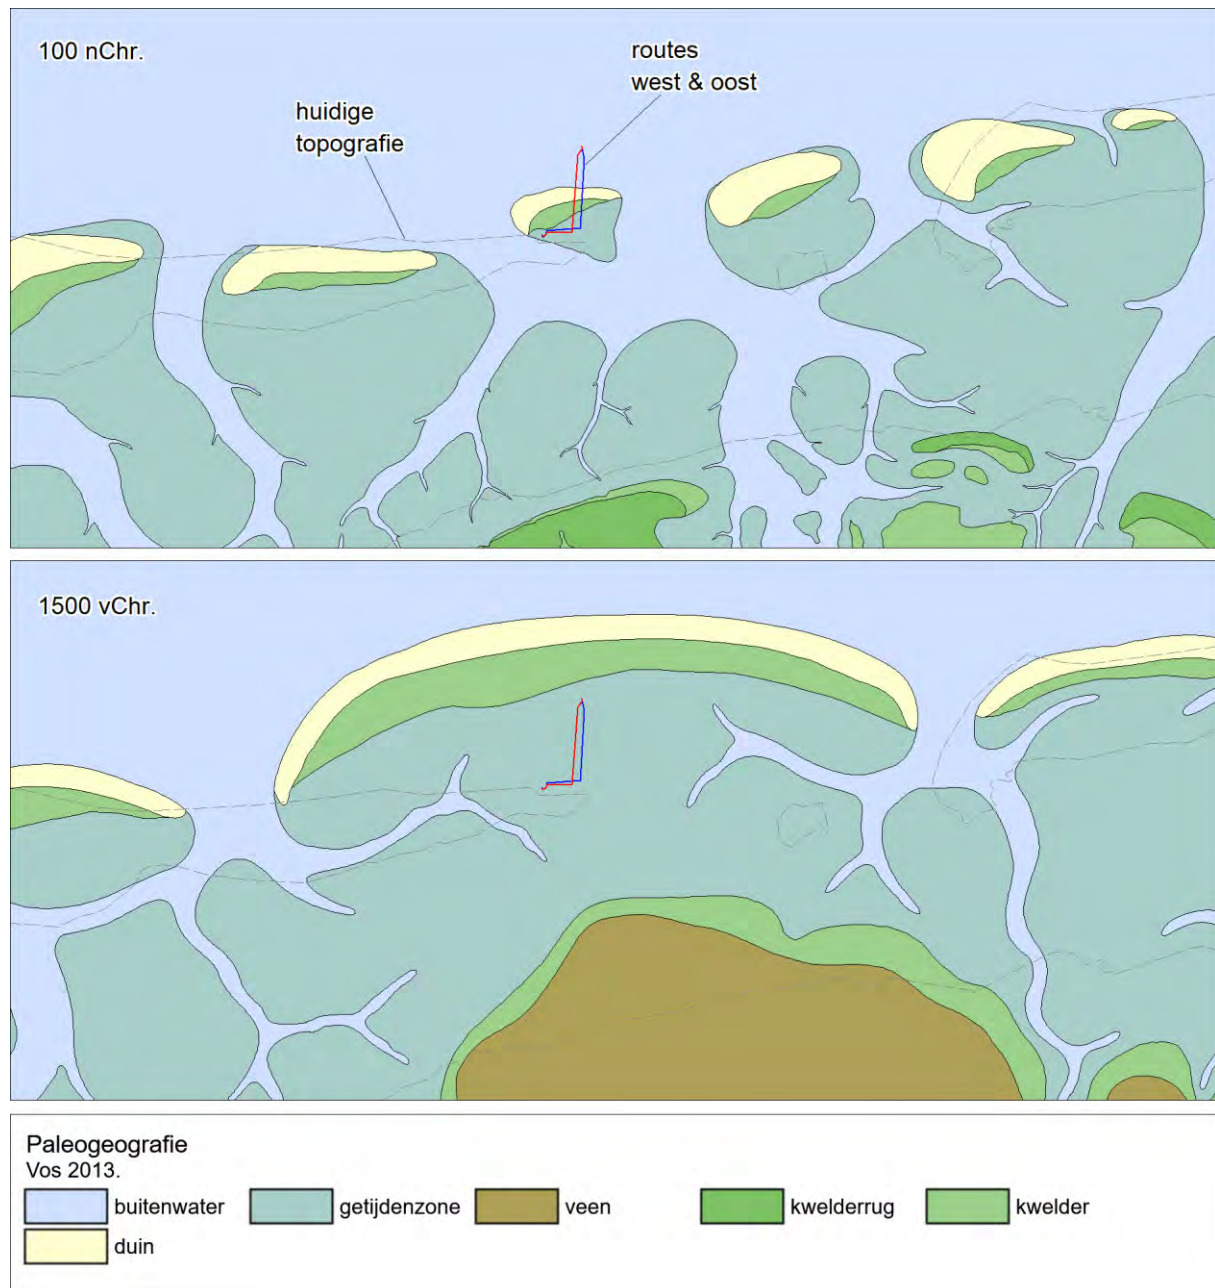 100 nChr.
routes
west & oost
huidige
topografie
1500 vChr.
Paleogeografie
Vos 2013.
buitenwater
getijdenzone
veen
kwelderrug
kwelder
duin